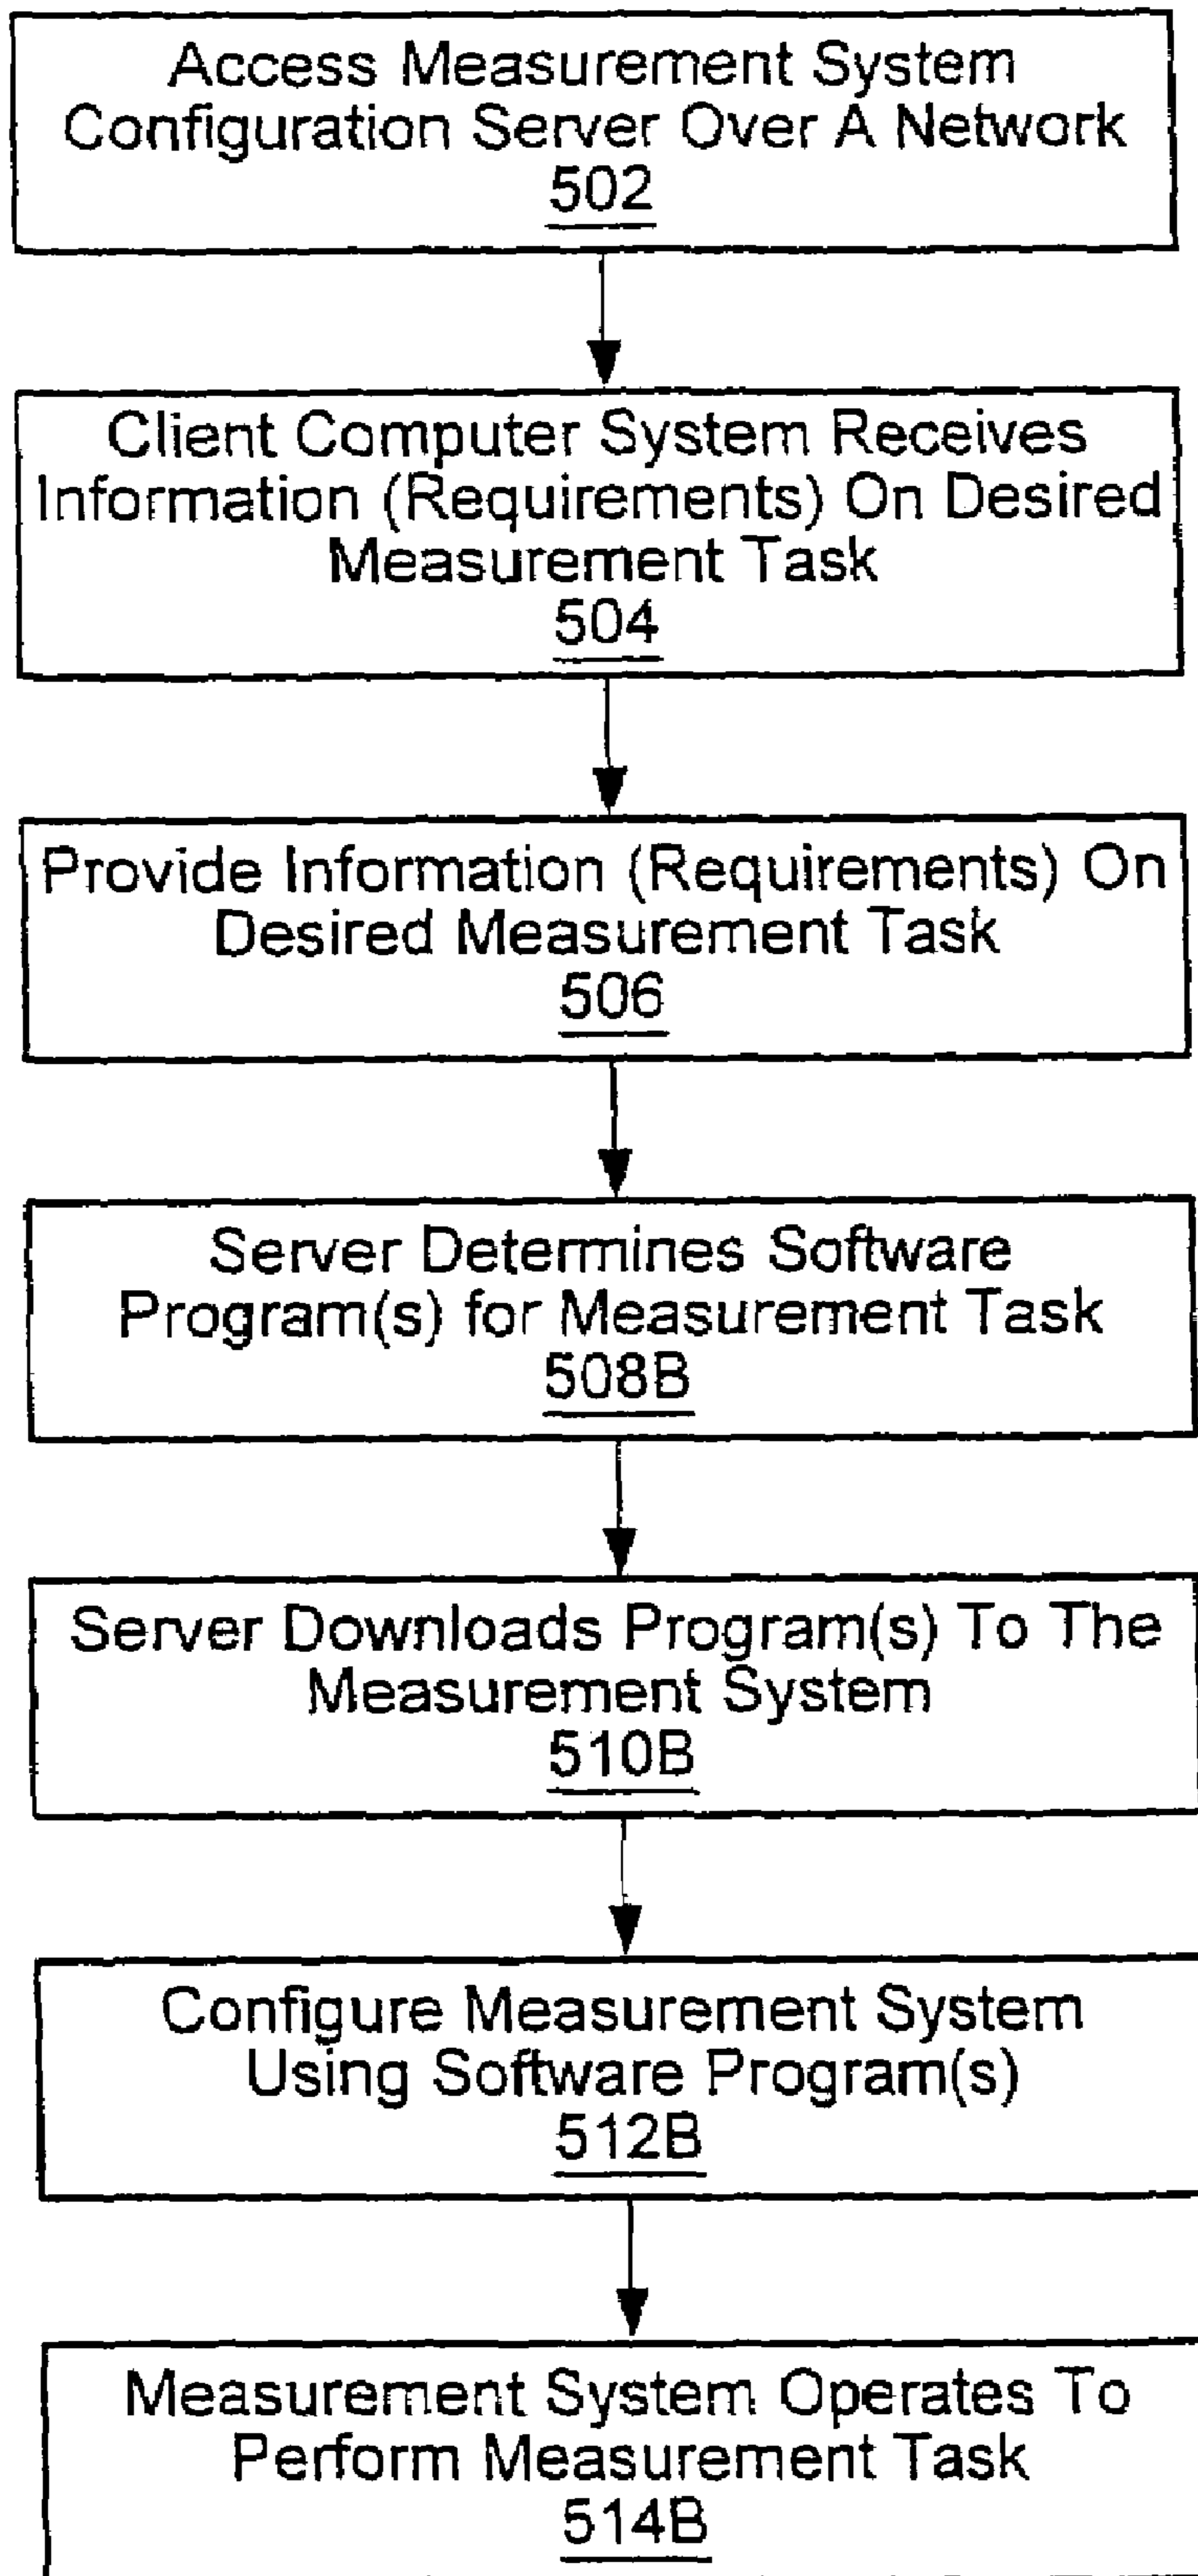 Access Measurement System
Configuration Server Over A Network
502
Client Computer System Receives
Information (Requirements) On Desired
Measurement Task
504
Provide Information (Requirements) On
Desired Measurement Task
506
Server Determines Software
Program(s) for Measurement Task
508B
Server Downloads Program(s) To The
Measurement System
510B
Configure Measurement System
Using Software Program(s)
512B
Measurement System Operates To
Perform Measurement Task
514B